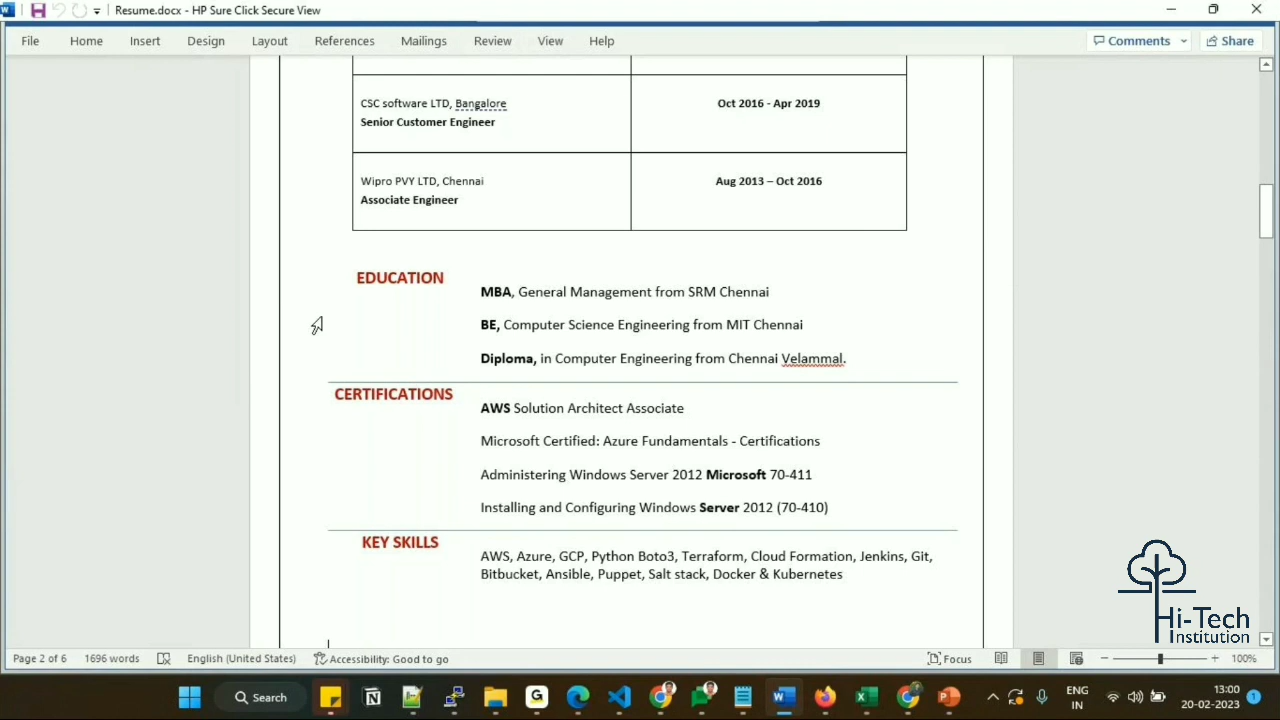 Resume.docx - HP Sure Click Secure View
File Home Insert Design Layout References Mailings Review View Help Comments Share
CSC software LTD, Bangalore Oct 2016 - Apr 2019
Senior Customer Engineer
Wipro PVY LTD, Chennai Aug 2013 – Oct 2016
Associate Engineer
EDUCATION
MBA, General Management from SRM Chennai
BE, Computer Science Engineering from MIT Chennai
Diploma, in Computer Engineering from Chennai Velammal.
CERTIFICATIONS
AWS Solution Architect Associate
Microsoft Certified: Azure Fundamentals - Certifications
Administering Windows Server 2012 Microsoft 70-411
Installing and Configuring Windows Server 2012 (70-410)
KEY SKILLS
AWS, Azure, GCP, Python Boto3, Terraform, Cloud Formation, Jenkins, Git,
Bitbucket, Ansible, Puppet, Salt stack, Docker & Kubernetes
Hi-Tech
Institution
Page 2 of 6 1696 words English (United States) Accessibility: Good to go Focus 100%
Search ENG 13:00
IN 20-02-2023